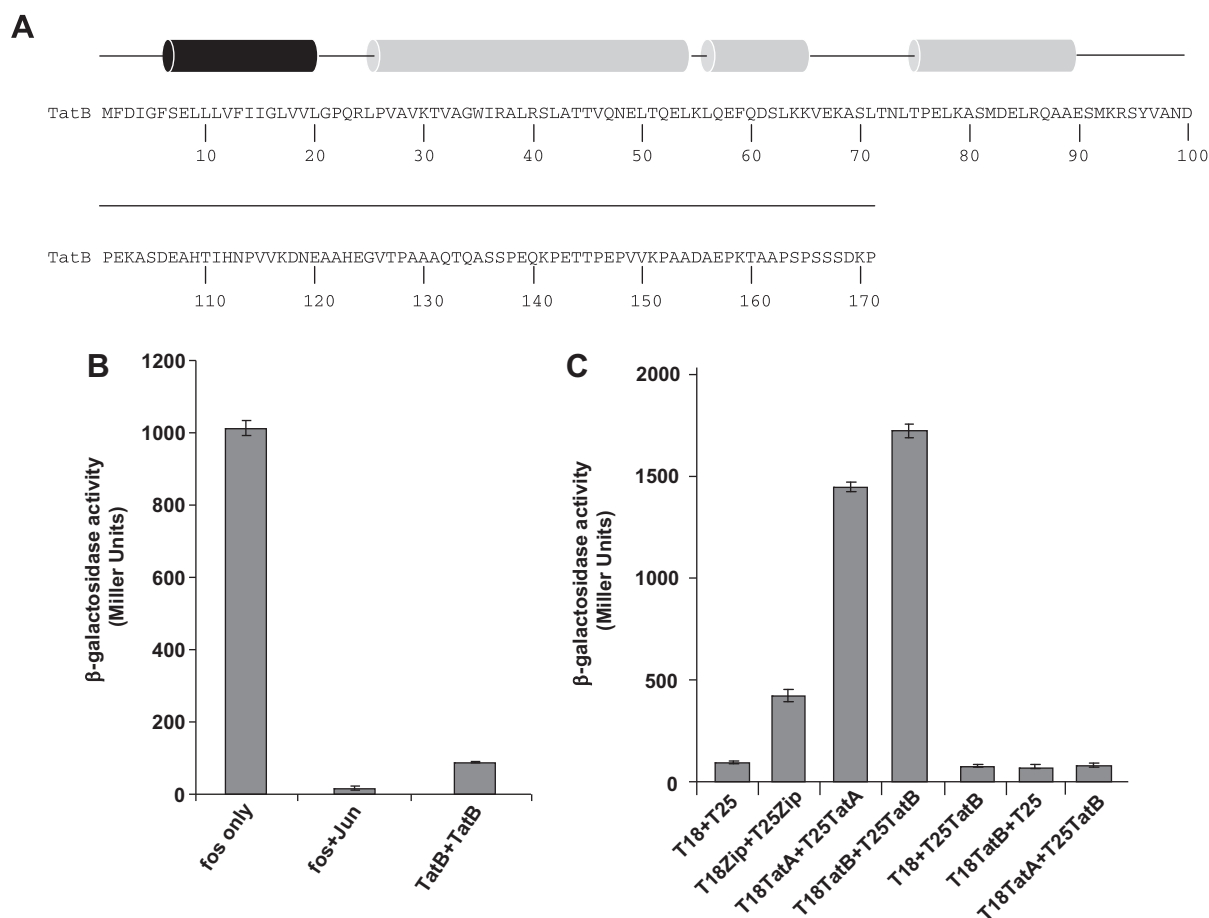 A
TatB MFDIGFSELLLVFIIGLVVLGPQRLPVAVKTVAGWIRALRSLATTVQNELTQELKLQEFQDSLKKVEKASLTNLTPELKASMDELRQAAESMKRSYVAND
10 20 30 40 50 60 70 80 90 100
TatB PEKASDEAHTIHNPVVKDNEAAHEGVTPAAAQTQASSPEQKPETTPEPVVKPAADAEPKTAAPSPSSSDKP
110 120 130 140 150 160 170
B
β-galactosidase activity
(Miller Units)
1200
1000
800
600
400
200
0
fos only
fos+Jun
TatB+TatB
C
β-galactosidase activity
(Miller Units)
2000
1500
1000
500
0
T18+T25
T18Zip+T25Zip
T18TatA+T25TatA
T18TatB+T25TatB
T18+T25TatB
T18TatB+T25
T18TatA+T25TatB